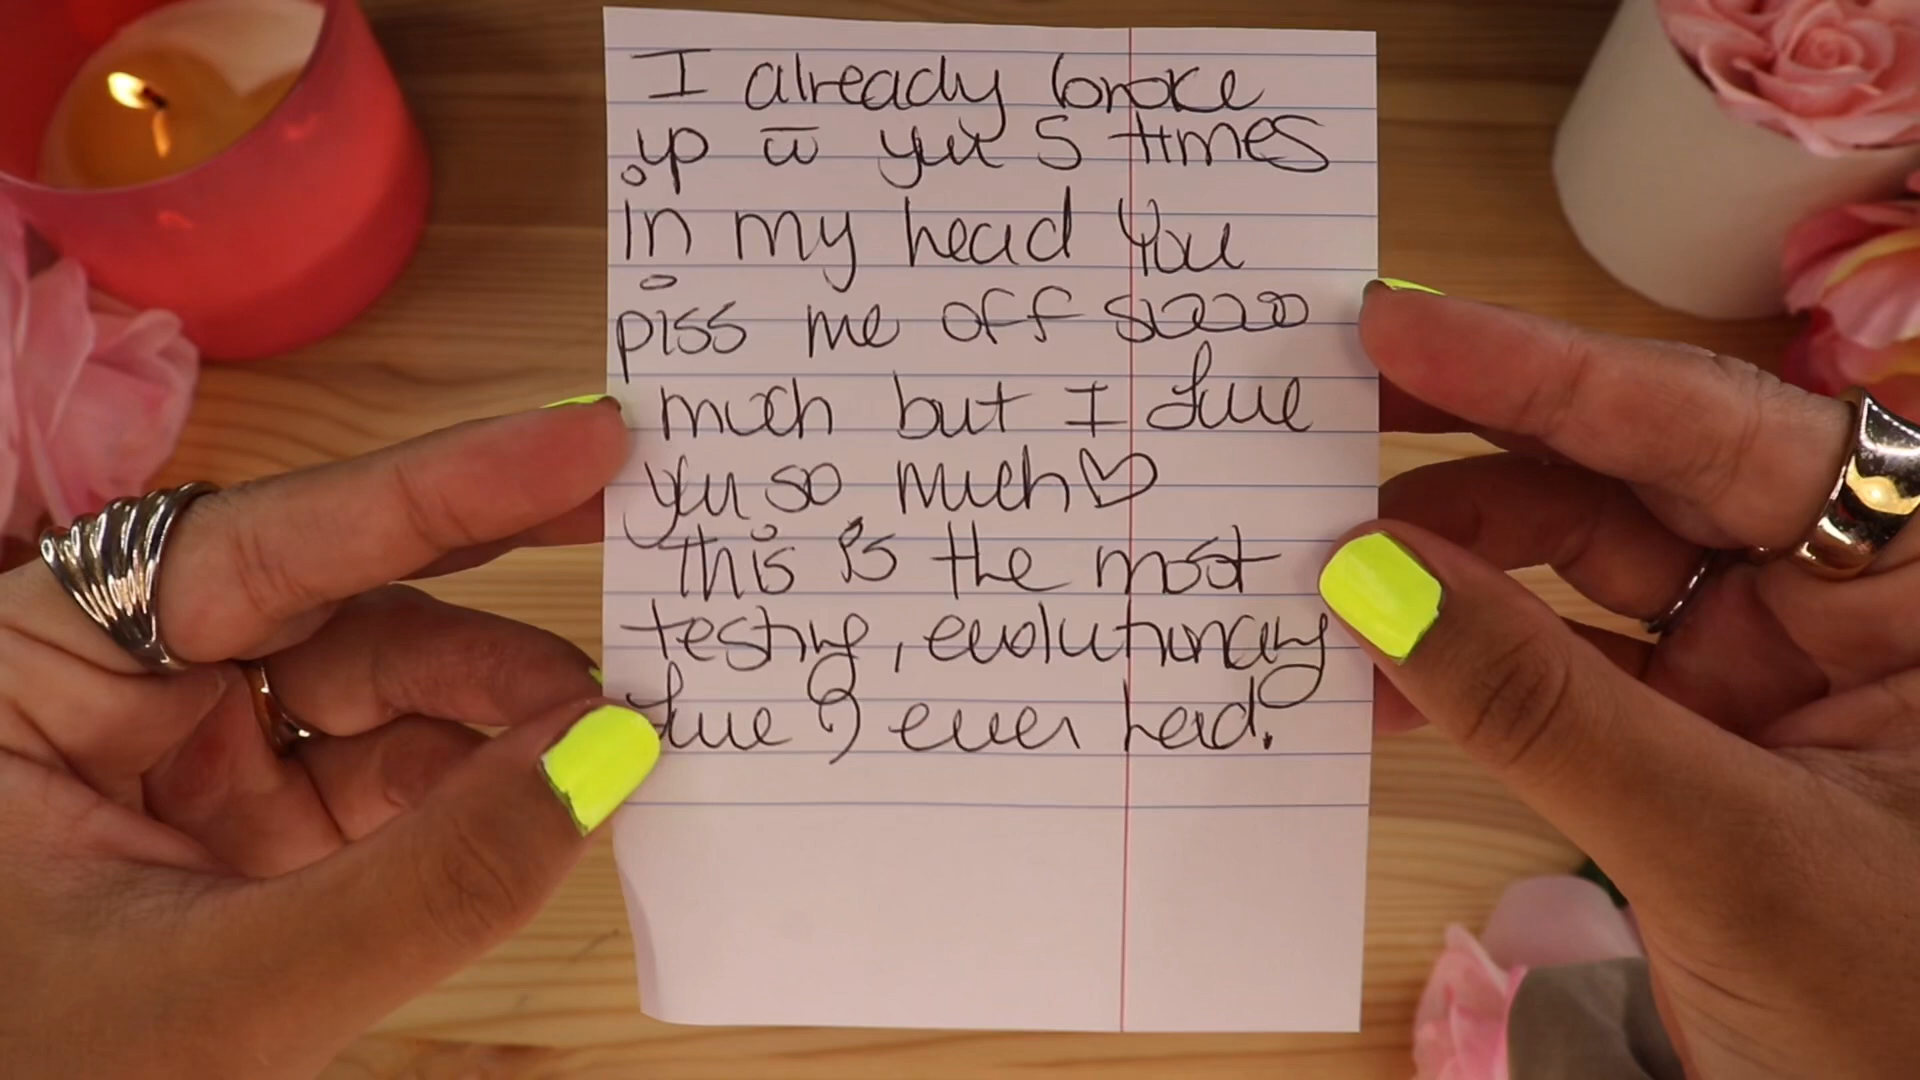 I already broke
up w̅ you 5 times
in my head You
piss me off soooo
much but I Love
you so much♡
this is the most
testing, evolutionary
Love I ever had.